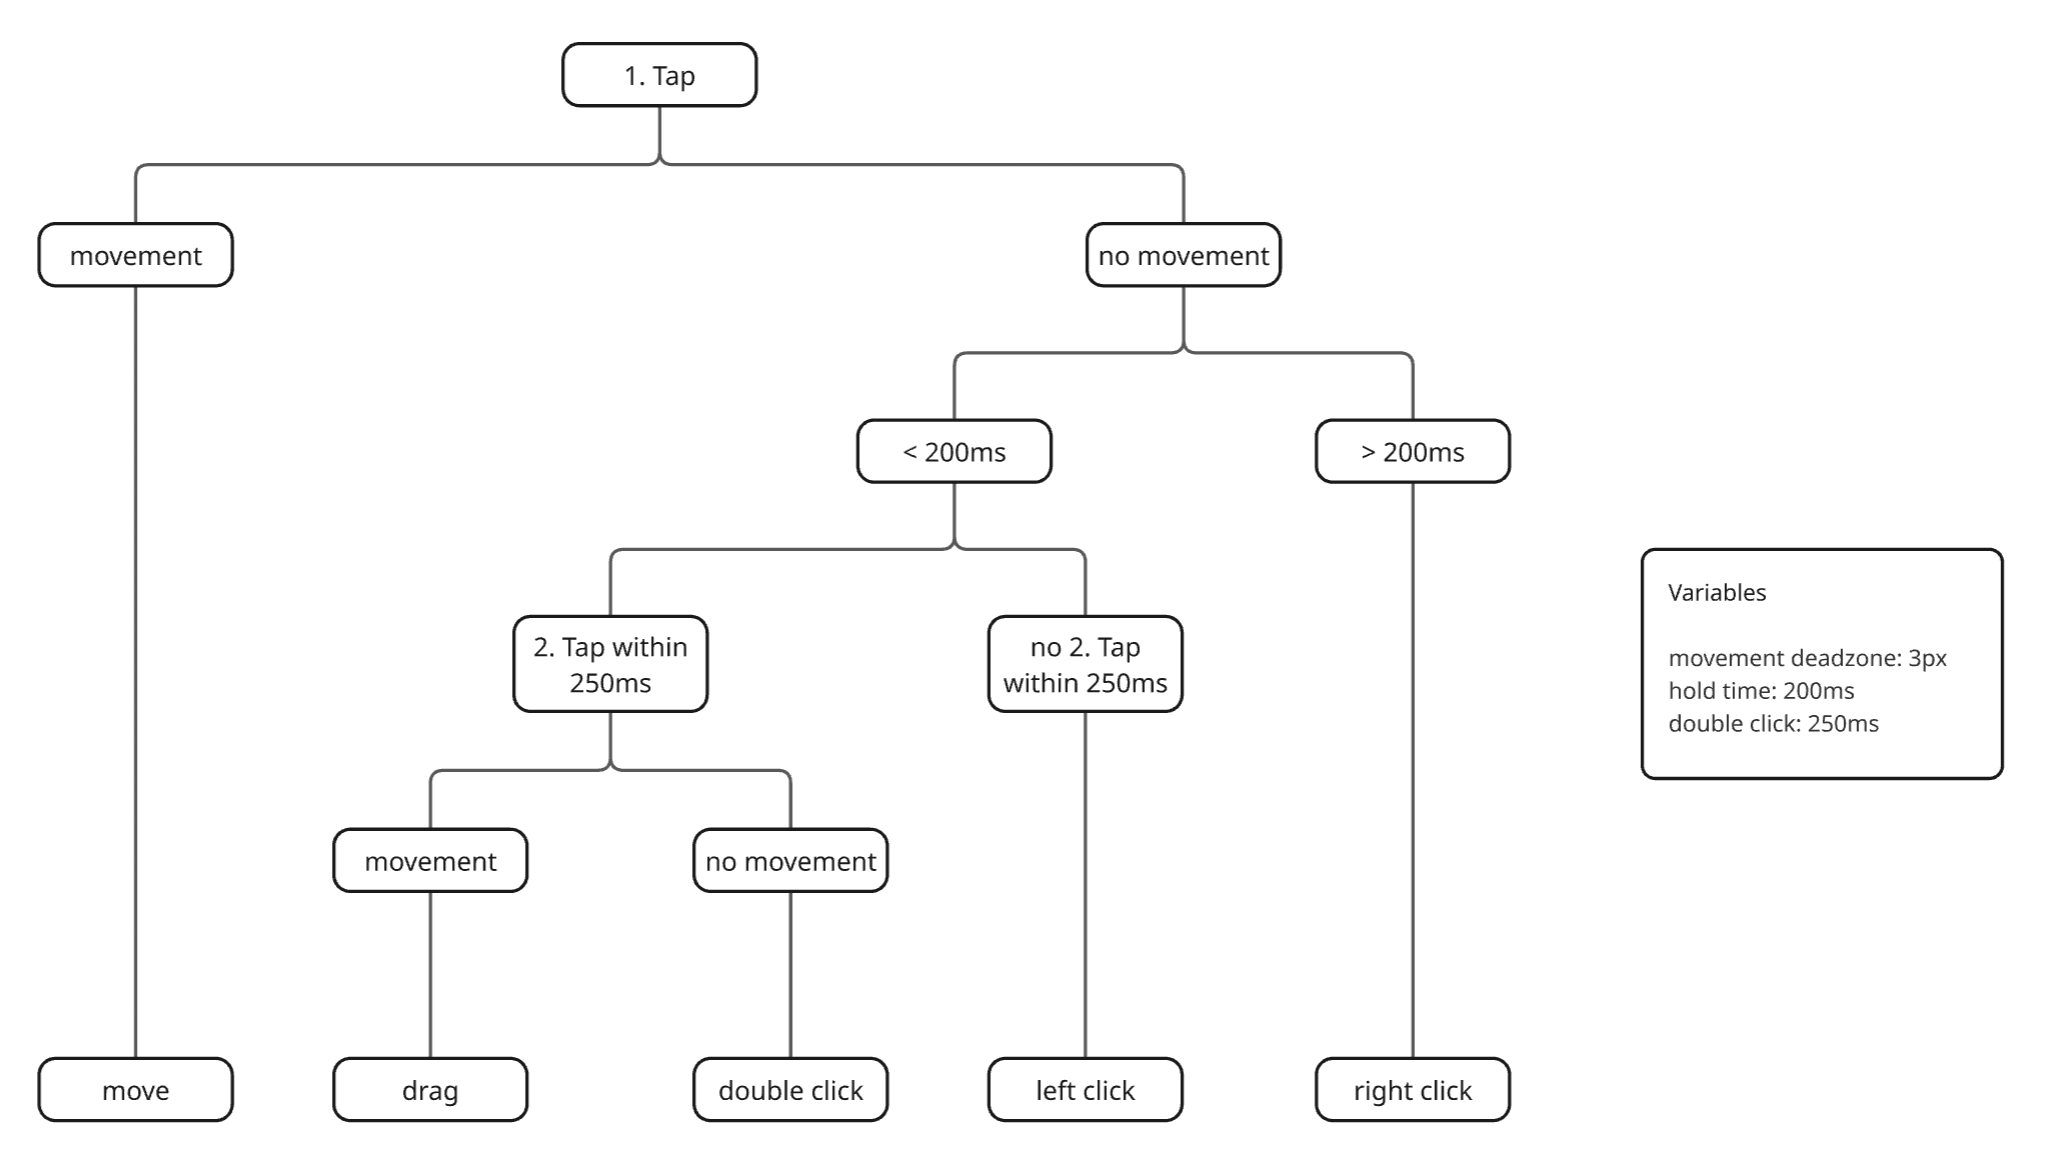 1. Tap
movement
no movement
< 200ms
> 200ms
2. Tap within
250ms
no 2. Tap
within 250ms
movement
no movement
move
drag
double click
left click
right click
Variables
movement deadzone: 3px
hold time: 200ms
double click: 250ms